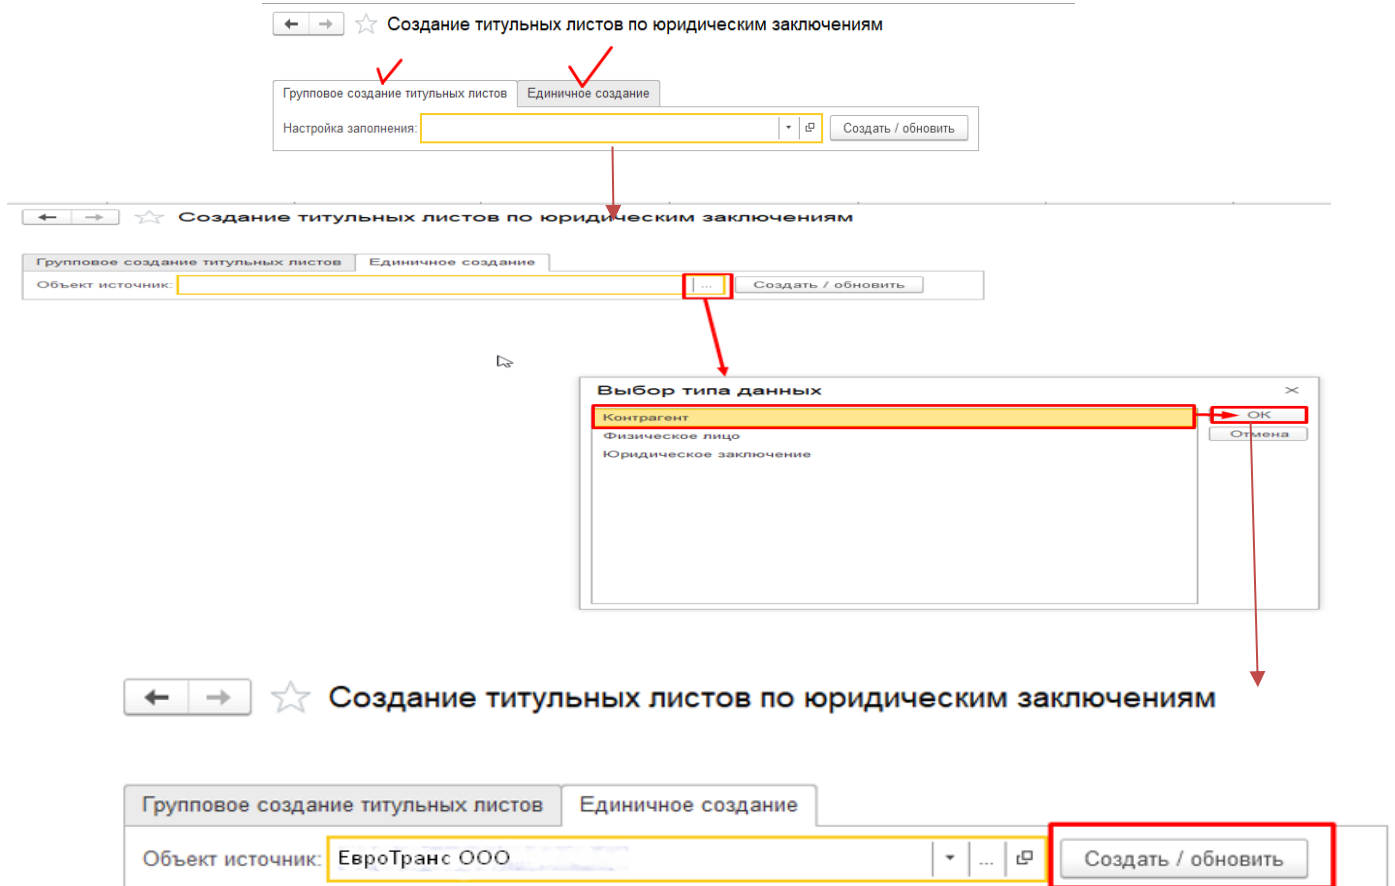 Создание титульных листов по юридическим заключениям
Групповое создание титульных листов Единичное создание
Настройка заполнения: Создать / обновить
Создание титульных листов по юридическим заключениям
Групповое создание титульных листов Единичное создание
Объект источник: ... Создать / обновить
Выбор типа данных
Контрагент OK
Физическое лицо Отмена
Юридическое заключение
Создание титульных листов по юридическим заключениям
Групповое создание титульных листов Единичное создание
Объект источник: ЕвроТранс ООО ... Создать / обновить